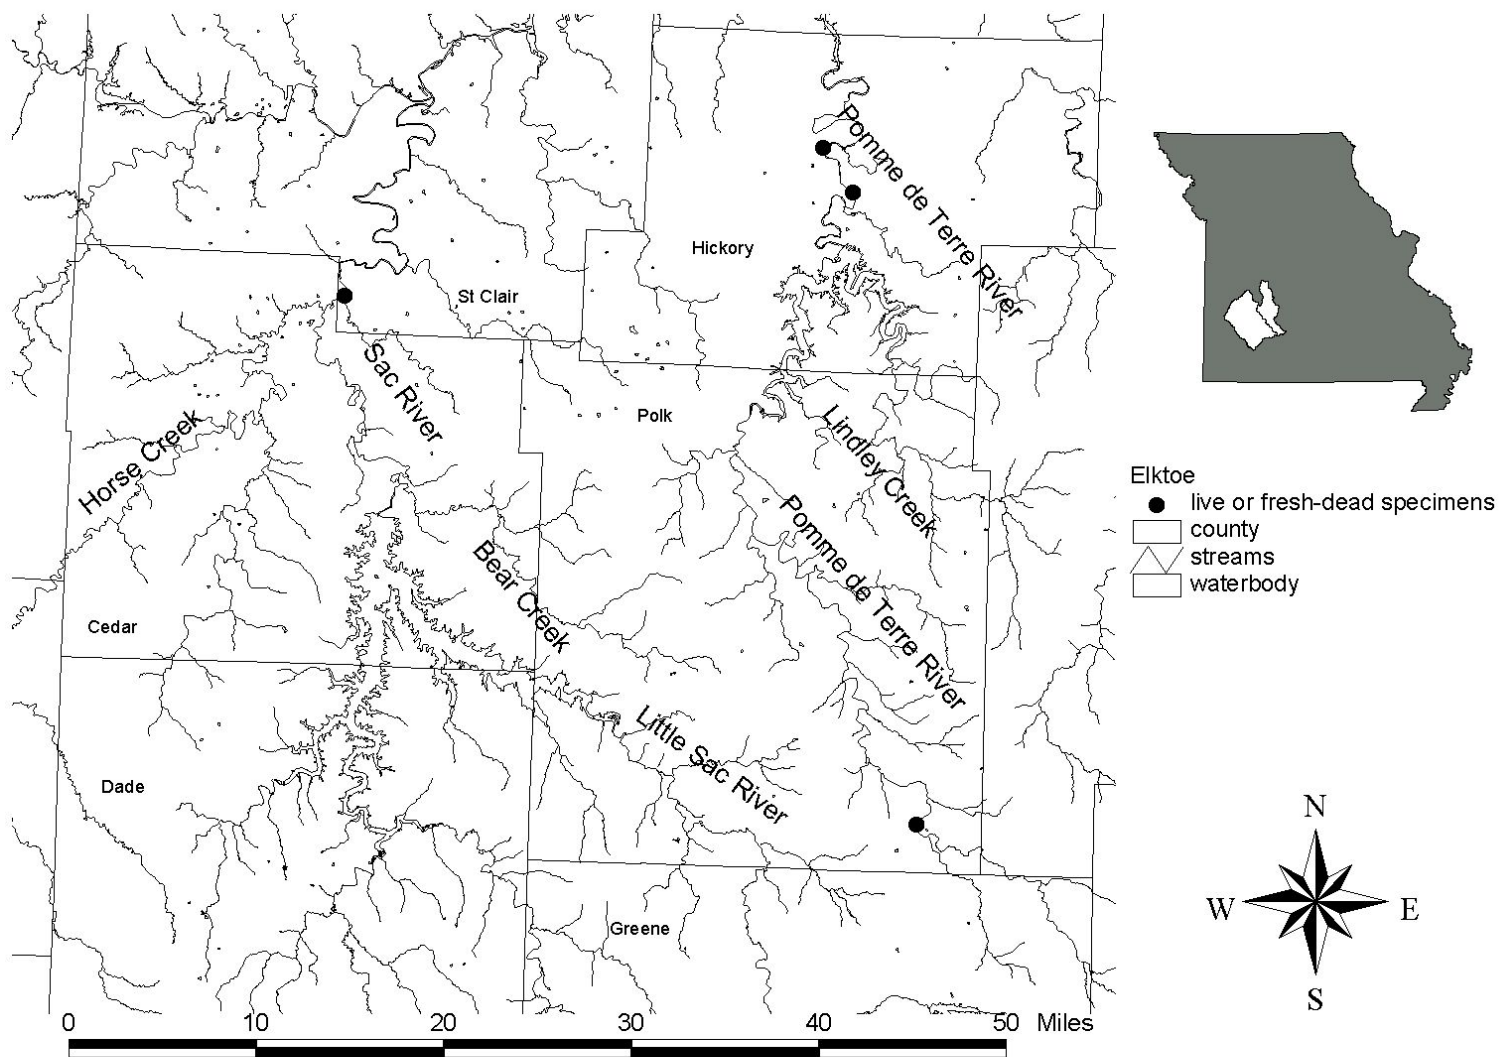 Pomme de Terre River
Hickory
St Clair
Sac River
Horse Creek
Polk
Lindley Creek
Pomme de Terre River
Bear Creek
Cedar
Little Sac River
Dade
Greene
0 10 20 30 40 50 Miles
Elktoe
live or fresh-dead specimens
county
streams
waterbody
N
W E
S